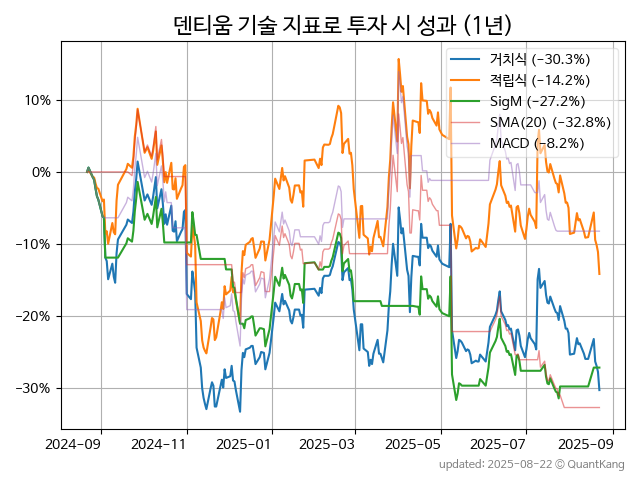 덴티움 기술 지표로 투자 시 성과 (1년)
거치식 (−30.3%)
적립식 (−14.2%)
SigM (−27.2%)
SMA(20) (−32.8%)
MACD (−8.2%)
10%
0%
−10%
−20%
−30%
2024-09 2024-11 2025-01 2025-03 2025-05 2025-07 2025-09
updated: 2025-08-22 © QuantKang